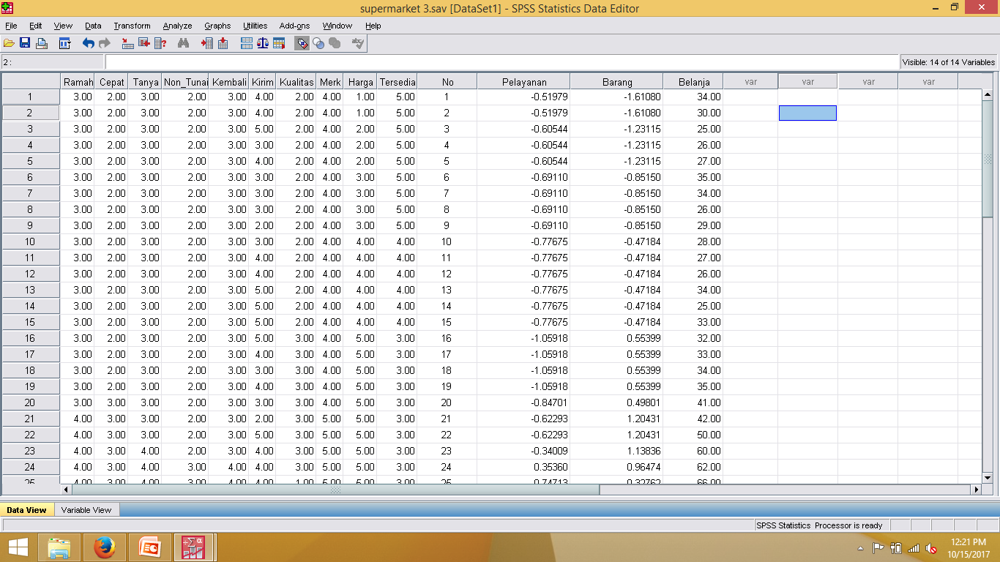 supermarket 3.sav [DataSet1] - SPSS Statistics Data Editor
File Edit View Data Transform Analyze Graphs Utilities Add-ons Window Help
2 : Visible: 14 of 14 Variables
Ramah Cepat Tanya Non_Tunai Kembali Kirim Kualitas Merk Harga Tersedia No Pelayanan Barang Belanja var var var var
1 3.00 2.00 3.00 2.00 3.00 4.00 2.00 4.00 1.00 5.00 1 -0.51979 -1.61080 34.00
2 3.00 2.00 3.00 2.00 3.00 4.00 2.00 4.00 1.00 5.00 2 -0.51979 -1.61080 30.00
3 3.00 2.00 3.00 2.00 3.00 5.00 2.00 4.00 2.00 5.00 3 -0.60544 -1.23115 25.00
4 3.00 2.00 3.00 2.00 3.00 3.00 2.00 4.00 2.00 5.00 4 -0.60544 -1.23115 26.00
5 3.00 2.00 3.00 2.00 3.00 4.00 2.00 4.00 2.00 5.00 5 -0.60544 -1.23115 27.00
6 3.00 2.00 3.00 2.00 3.00 3.00 2.00 4.00 3.00 5.00 6 -0.69110 -0.85150 35.00
7 3.00 2.00 3.00 2.00 3.00 3.00 2.00 4.00 3.00 5.00 7 -0.69110 -0.85150 34.00
8 3.00 2.00 3.00 2.00 3.00 3.00 2.00 4.00 3.00 5.00 8 -0.69110 -0.85150 26.00
9 3.00 2.00 3.00 2.00 3.00 2.00 2.00 4.00 3.00 5.00 9 -0.69110 -0.85150 29.00
10 3.00 2.00 3.00 2.00 3.00 3.00 2.00 4.00 4.00 4.00 10 -0.77675 -0.47184 28.00
11 3.00 2.00 3.00 2.00 3.00 4.00 2.00 4.00 4.00 4.00 11 -0.77675 -0.47184 27.00
12 3.00 2.00 3.00 2.00 3.00 4.00 2.00 4.00 4.00 4.00 12 -0.77675 -0.47184 26.00
13 3.00 2.00 3.00 2.00 3.00 5.00 2.00 4.00 4.00 4.00 13 -0.77675 -0.47184 34.00
14 3.00 2.00 3.00 2.00 3.00 5.00 2.00 4.00 4.00 4.00 14 -0.77675 -0.47184 25.00
15 3.00 2.00 3.00 2.00 3.00 5.00 2.00 4.00 4.00 4.00 15 -0.77675 -0.47184 33.00
16 3.00 2.00 3.00 2.00 3.00 5.00 3.00 4.00 5.00 3.00 16 -1.05918 0.55399 32.00
17 3.00 2.00 3.00 2.00 3.00 4.00 3.00 4.00 5.00 3.00 17 -1.05918 0.55399 33.00
18 3.00 2.00 3.00 2.00 3.00 3.00 3.00 4.00 5.00 3.00 18 -1.05918 0.55399 34.00
19 3.00 2.00 3.00 2.00 3.00 4.00 3.00 4.00 5.00 3.00 19 -1.05918 0.55399 35.00
20 3.00 3.00 3.00 2.00 3.00 3.00 3.00 4.00 5.00 3.00 20 -0.84701 0.49801 41.00
21 4.00 3.00 3.00 2.00 3.00 2.00 3.00 5.00 5.00 3.00 21 -0.62293 1.20431 42.00
22 4.00 3.00 3.00 2.00 3.00 5.00 3.00 5.00 5.00 3.00 22 -0.62293 1.20431 50.00
23 4.00 3.00 4.00 2.00 3.00 4.00 3.00 5.00 5.00 3.00 23 -0.34009 1.13836 60.00
24 4.00 3.00 4.00 3.00 4.00 4.00 3.00 5.00 5.00 3.00 24 0.35360 0.96474 62.00
25 4.00 3.00 4.00 3.00 4.00 4.00 1.00 5.00 5.00 3.00 25 0.74713 0.32762 66.00
Data View Variable View
SPSS Statistics Processor is ready
12:21 PM
10/15/2017